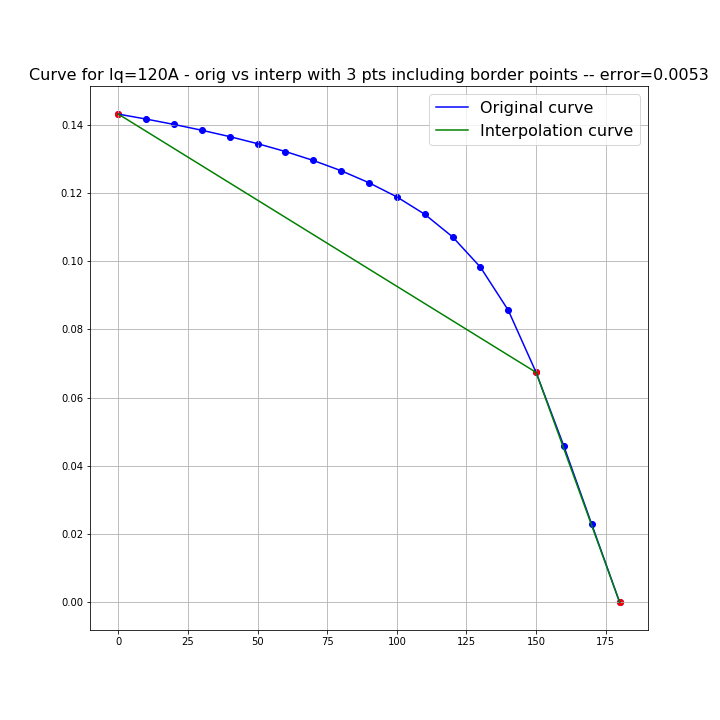 Curve for Iq=120A - orig vs interp with 3 pts including border points -- error=0.0053
Original curve
Interpolation curve
0.14
0.12
0.10
0.08
0.06
0.04
0.02
0.00
0 25 50 75 100 125 150 175